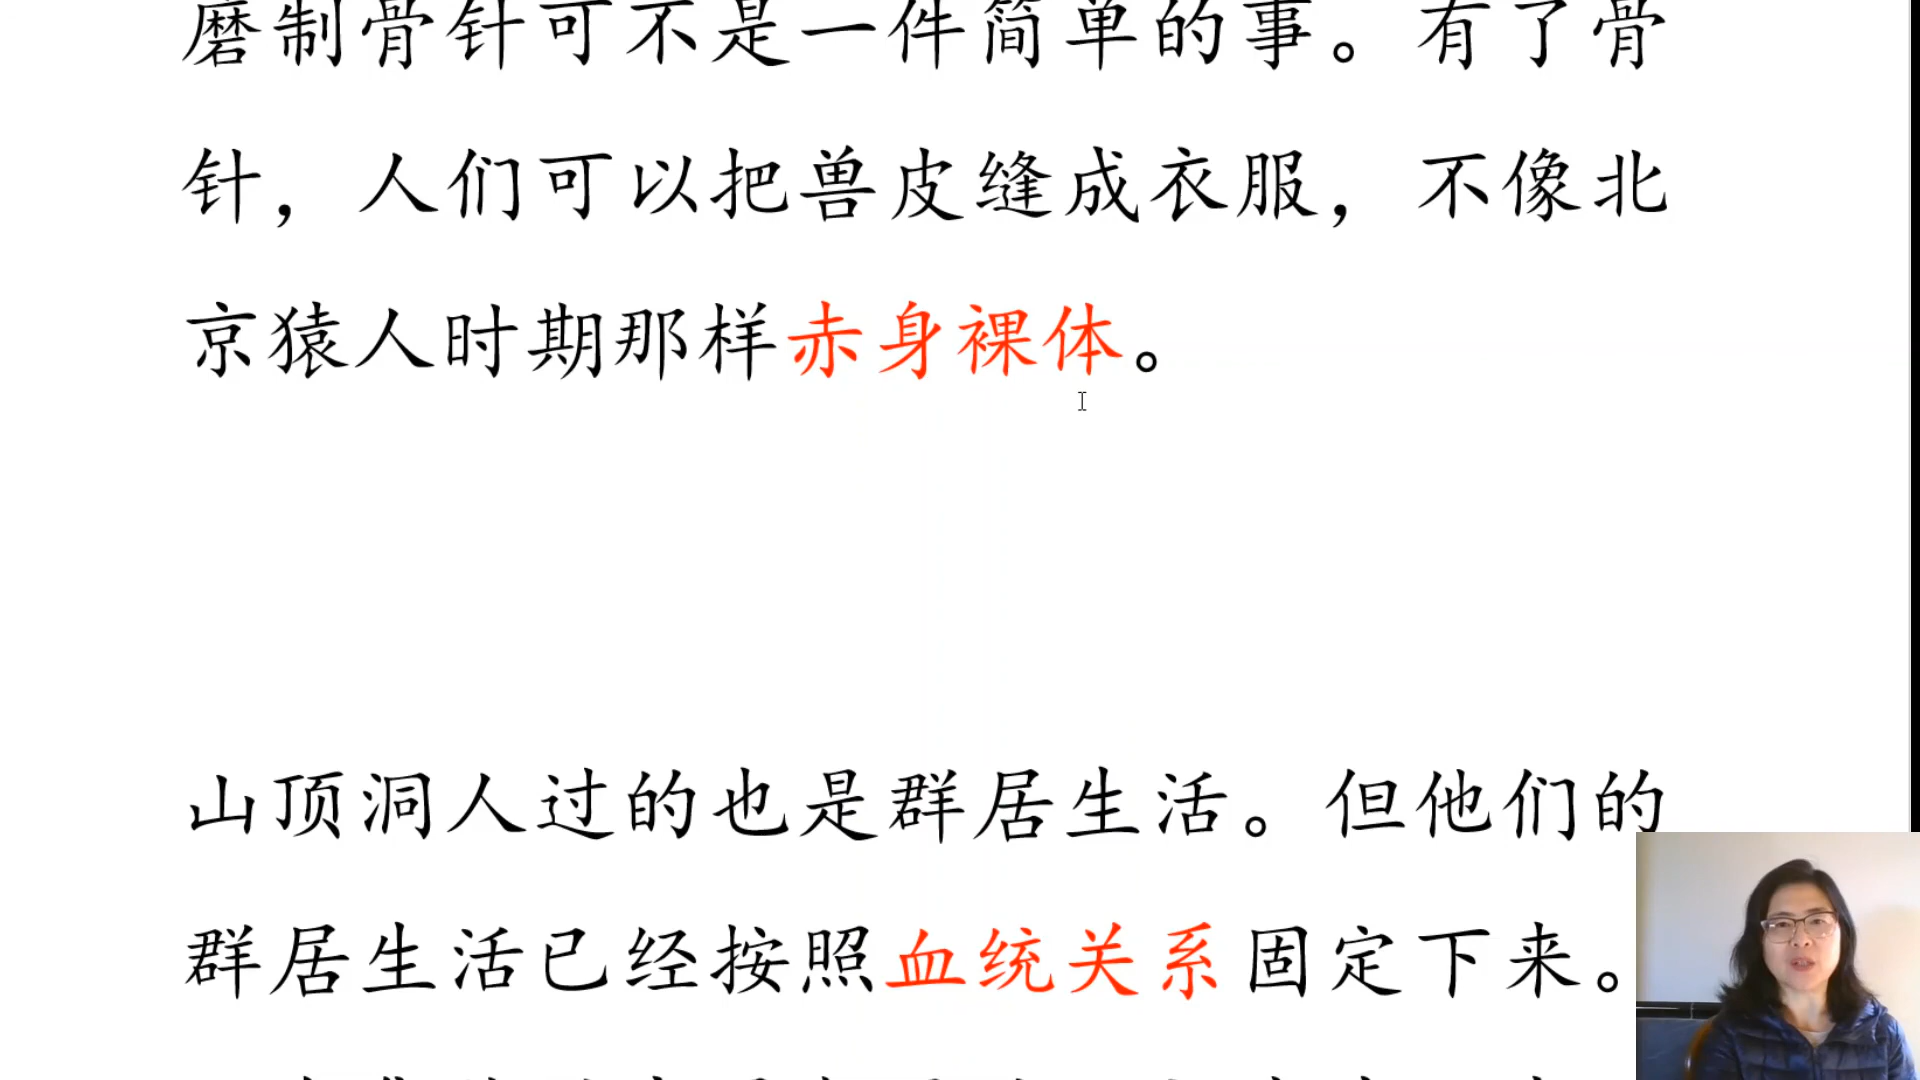 磨制骨针可不是一件简单的事。有了骨
针，人们可以把兽皮缝成衣服，不像北
京猿人时期那样赤身裸体。
山顶洞人过的也是群居生活。但他们的
群居生活已经按照血统关系固定下来。